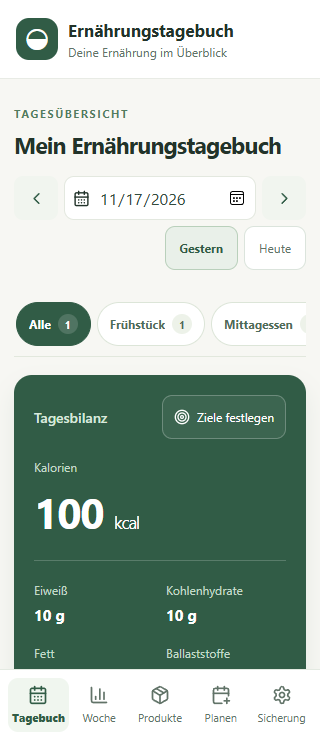 Ernährungstagebuch
Deine Ernährung im Überblick
TAGESÜBERSICHT
Mein Ernährungstagebuch
11/17/2026
Gestern
Heute
Alle 1
Frühstück 1
Mittagessen
Tagesbilanz
Ziele festlegen
Kalorien
100 kcal
Eiweiß
Kohlenhydrate
10 g
10 g
Fett
Ballaststoffe
Tagebuch
Woche
Produkte
Planen
Sicherung